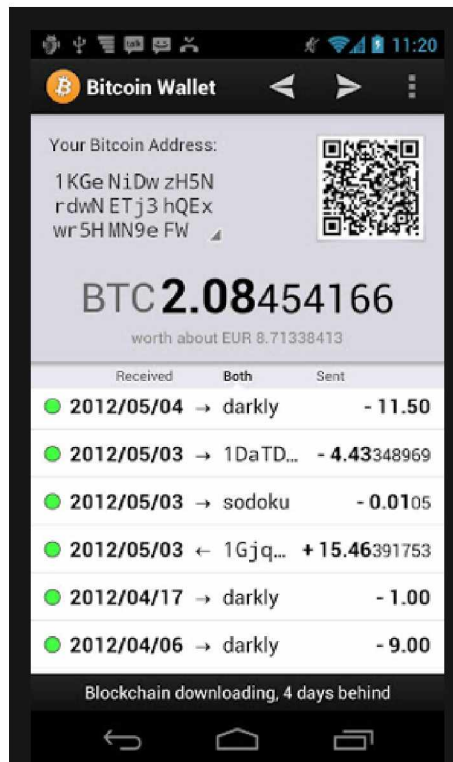 11:20
Bitcoin Wallet
Your Bitcoin Address:
1KGe NiDw zH5N
rdwN ETj3 hQEx
wr5H MN9e FW
BTC 2.08454166
worth about EUR 8.71338413
Received Both Sent
2012/05/04 → darkly - 11.50
2012/05/03 → 1DaTD... - 4.43348969
2012/05/03 → sodoku - 0.0105
2012/05/03 ← 1Gjq... + 15.46391753
2012/04/17 → darkly - 1.00
2012/04/06 → darkly - 9.00
Blockchain downloading, 4 days behind